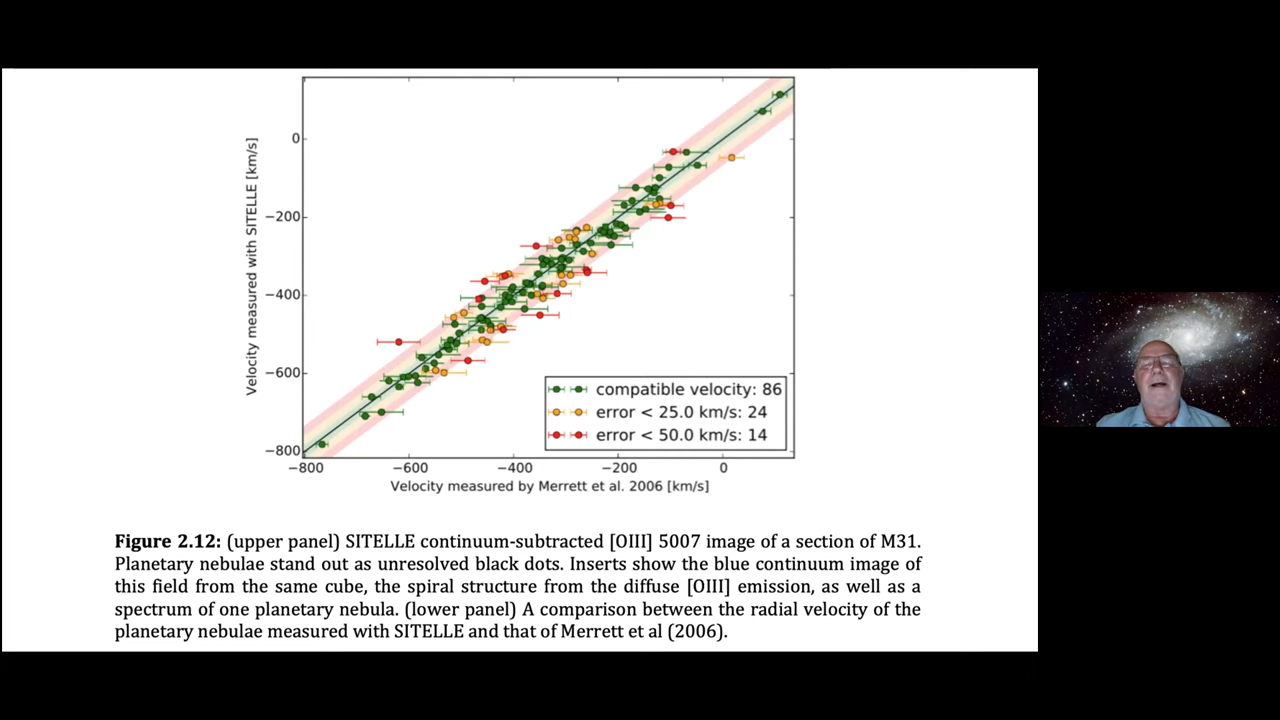 Velocity measured with SITELLE [km/s]
0
−200
−400
−600
−800
compatible velocity: 86
error < 25.0 km/s: 24
error < 50.0 km/s: 14
−800 −600 −400 −200 0
Velocity measured by Merrett et al. 2006 [km/s]
Figure 2.12: (upper panel) SITELLE continuum-subtracted [OIII] 5007 image of a section of M31.
Planetary nebulae stand out as unresolved black dots. Inserts show the blue continuum image of
this field from the same cube, the spiral structure from the diffuse [OIII] emission, as well as a
spectrum of one planetary nebula. (lower panel) A comparison between the radial velocity of the
planetary nebulae measured with SITELLE and that of Merrett et al (2006).